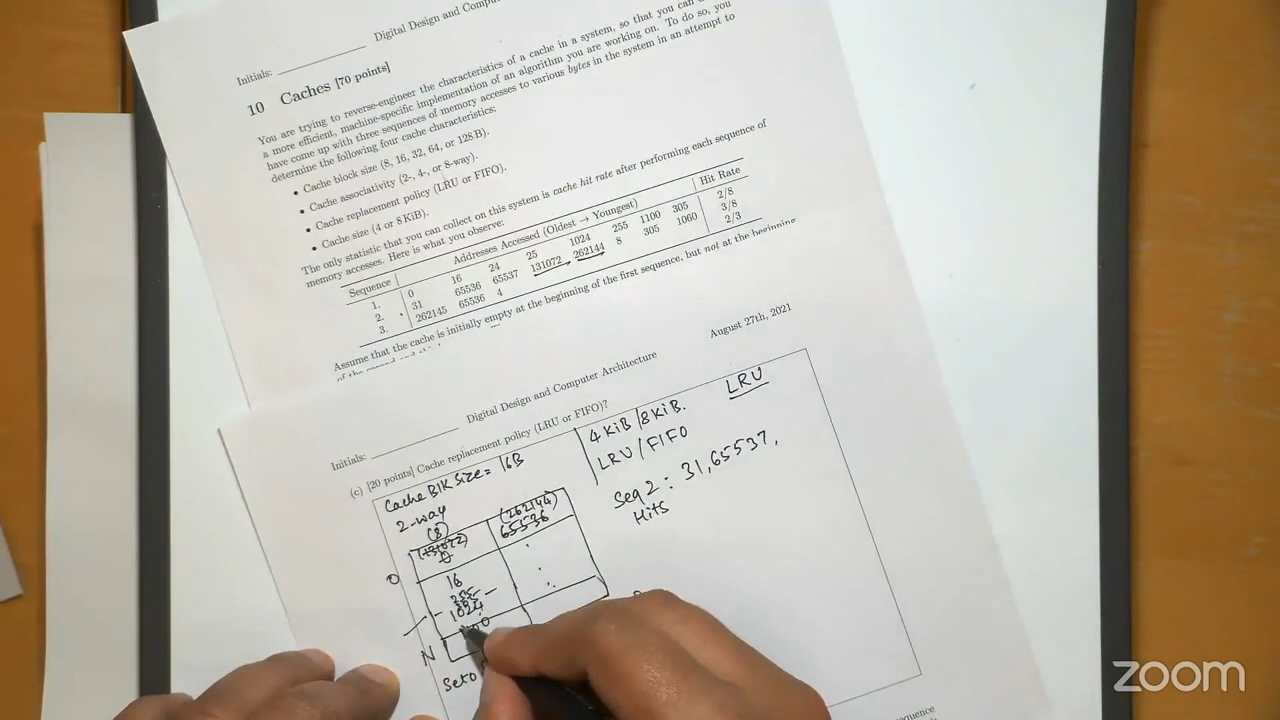 Digital Design and Compu
Initials:
10 Caches [70 points]
You are trying to reverse-engineer the characteristics of a cache in a system, so that you can
a more efficient, machine-specific implementation of an algorithm you are working on. To do so, you
have come up with three sequences of memory accesses to various bytes in the system in an attempt to
determine the following four cache characteristics:
• Cache block size (8, 16, 32, 64, or 128 B).
• Cache associativity (2-, 4-, or 8-way).
• Cache replacement policy (LRU or FIFO).
• Cache size (4 or 8 KiB).
The only statistic that you can collect on this system is cache hit rate after performing each sequence of
memory accesses. Here is what you observe:
Sequence Addresses Accessed (Oldest → Youngest) Hit Rate
1. 0 16 24 25 1024 255 1100 305 2/8
2. 31 65536 65537 131072 262144 8 305 1060 3/8
3. 262145 65536 4 2/3
Assume that the cache is initially empty at the beginning of the first sequence, but not at the beginning
of the second and
August 27th, 2021
Digital Design and Computer Architecture
Initials:
(c) [20 points] Cache replacement policy (LRU or FIFO)?
Cache Blk Size = 16B
2-way
4 KiB / 8 KiB.
LRU / FIFO
LRU
Seq 2 : 31, 65537,
Hits
(8)
(131072) (262144)
0 0 65536
16
255
1024
N
Set 0
zoom